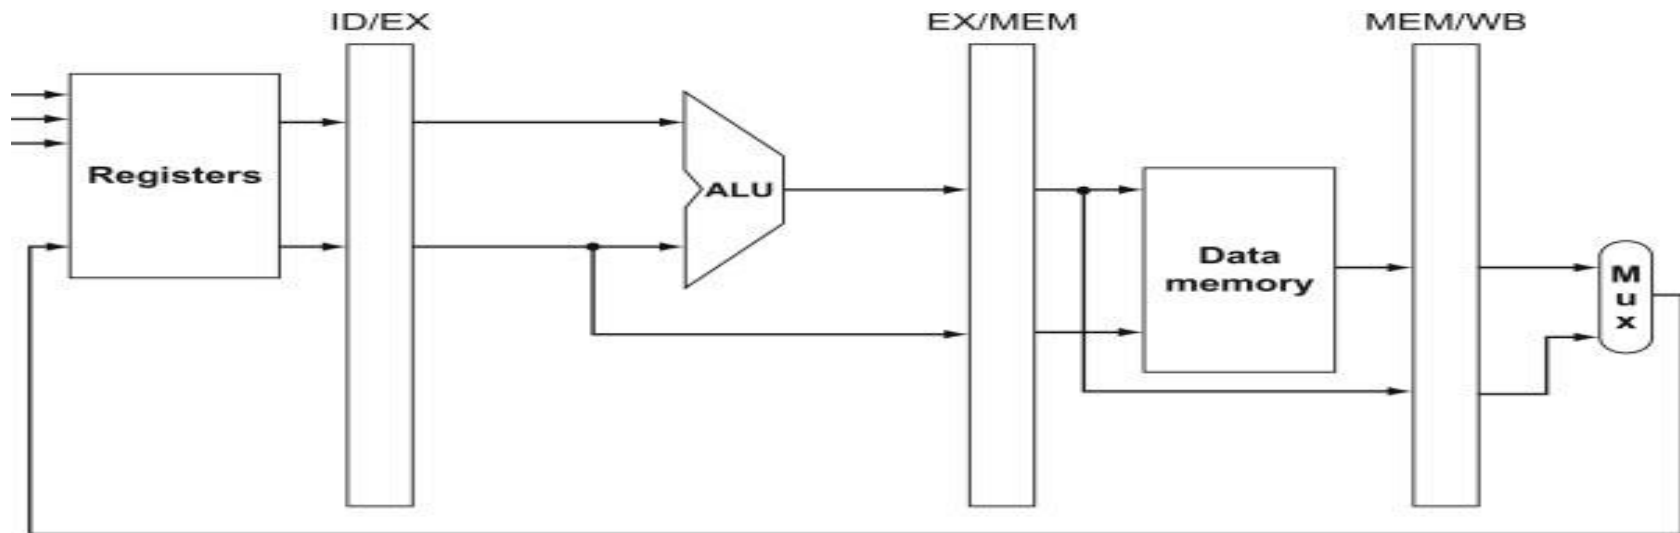 ID/EX
EX/MEM
MEM/WB
Registers
ALU
Data
memory
M
u
x